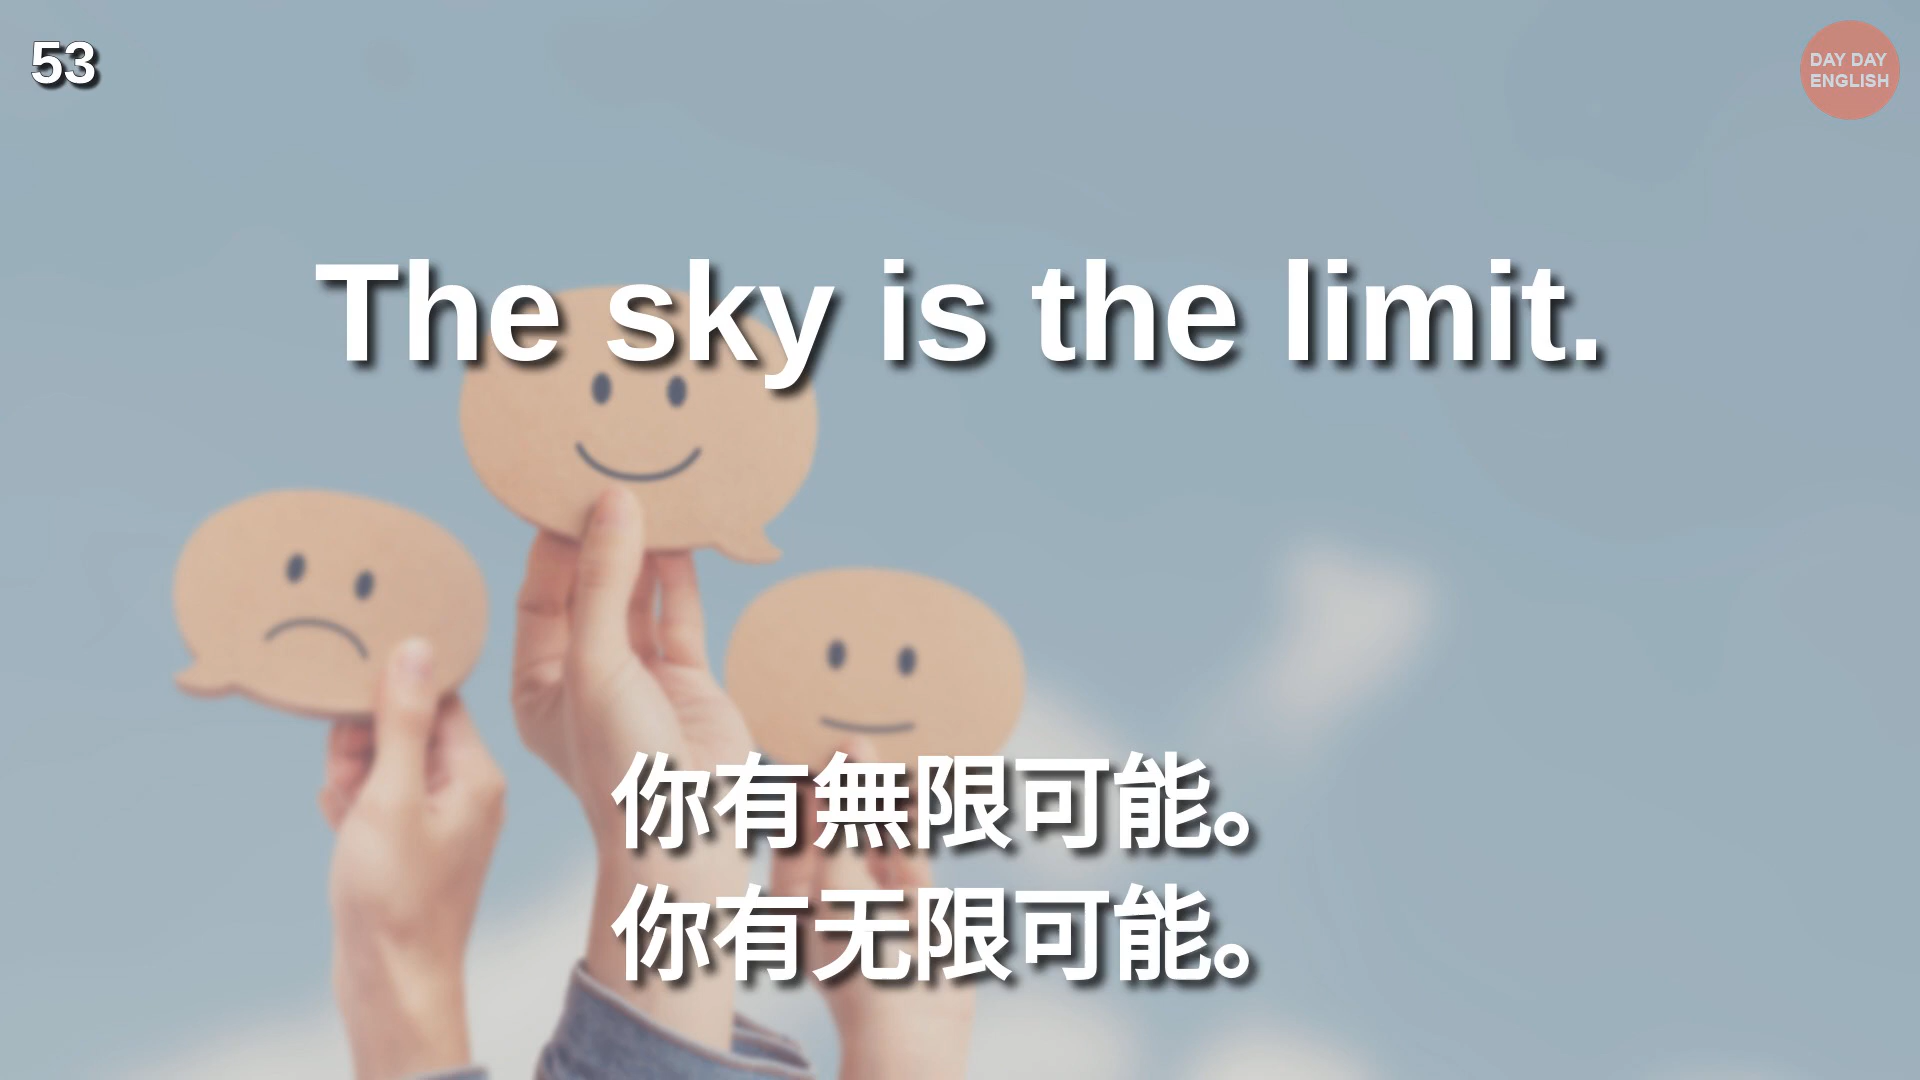 53
DAY DAY
ENGLISH
The sky is the limit.
你有無限可能。
你有无限可能。